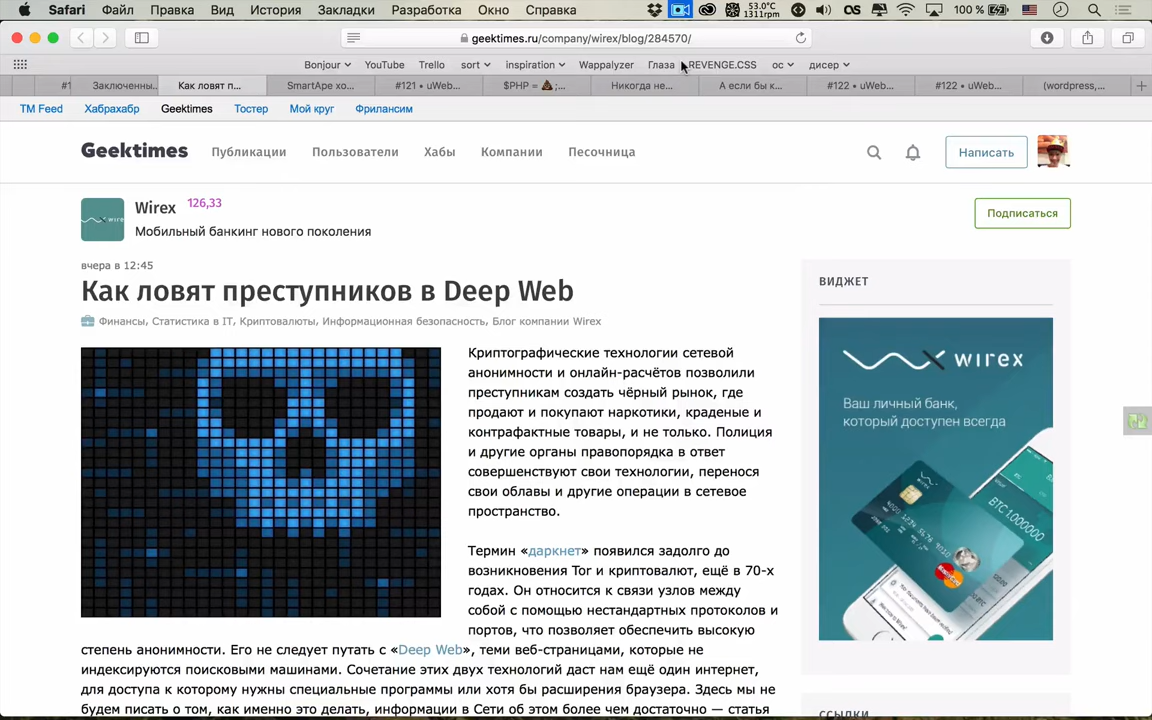 Safari Файл Правка Вид История Закладки Разработка Окно Справка 53.0°C 1311rpm 100 %
geektimes.ru/company/wirex/blog/284570/
Bonjour YouTube Trello sort inspiration Wappalyzer Глаза REVENGE.CSS ос дисер
#1 Заключенны... Как ловят п... SmartApe хо... #121 • uWeb... $PHP = 💩;... Никогда не... А если бы к... #122 • uWeb... #122 • uWeb... (wordpress,...
TM Feed Хабрахабр Geektimes Тостер Мой круг Фрилансим
Geektimes Публикации Пользователи Хабы Компании Песочница Написать
Wirex 126,33
Мобильный банкинг нового поколения
Подписаться
вчера в 12:45
Как ловят преступников в Deep Web
Финансы, Статистика в IT, Криптовалюты, Информационная безопасность, Блог компании Wirex
Криптографические технологии сетевой
анонимности и онлайн-расчётов позволили
преступникам создать чёрный рынок, где
продают и покупают наркотики, краденые и
контрафактные товары, и не только. Полиция
и другие органы правопорядка в ответ
совершенствуют свои технологии, перенося
свои облавы и другие операции в сетевое
пространство.
Термин «даркнет» появился задолго до
возникновения Tor и криптовалют, ещё в 70-х
годах. Он относится к связи узлов между
собой с помощью нестандартных протоколов и
портов, что позволяет обеспечить высокую
степень анонимности. Его не следует путать с «Deep Web», теми веб-страницами, которые не
индексируются поисковыми машинами. Сочетание этих двух технологий даст нам ещё один интернет,
для доступа к которому нужны специальные программы или хотя бы расширения браузера. Здесь мы не
будем писать о том, как именно это делать, информации в Сети об этом более чем достаточно — статья
ВИДЖЕТ
wirex
Ваш личный банк,
который доступен всегда
BTC 1.000000
MasterCard
ССЫЛКИ